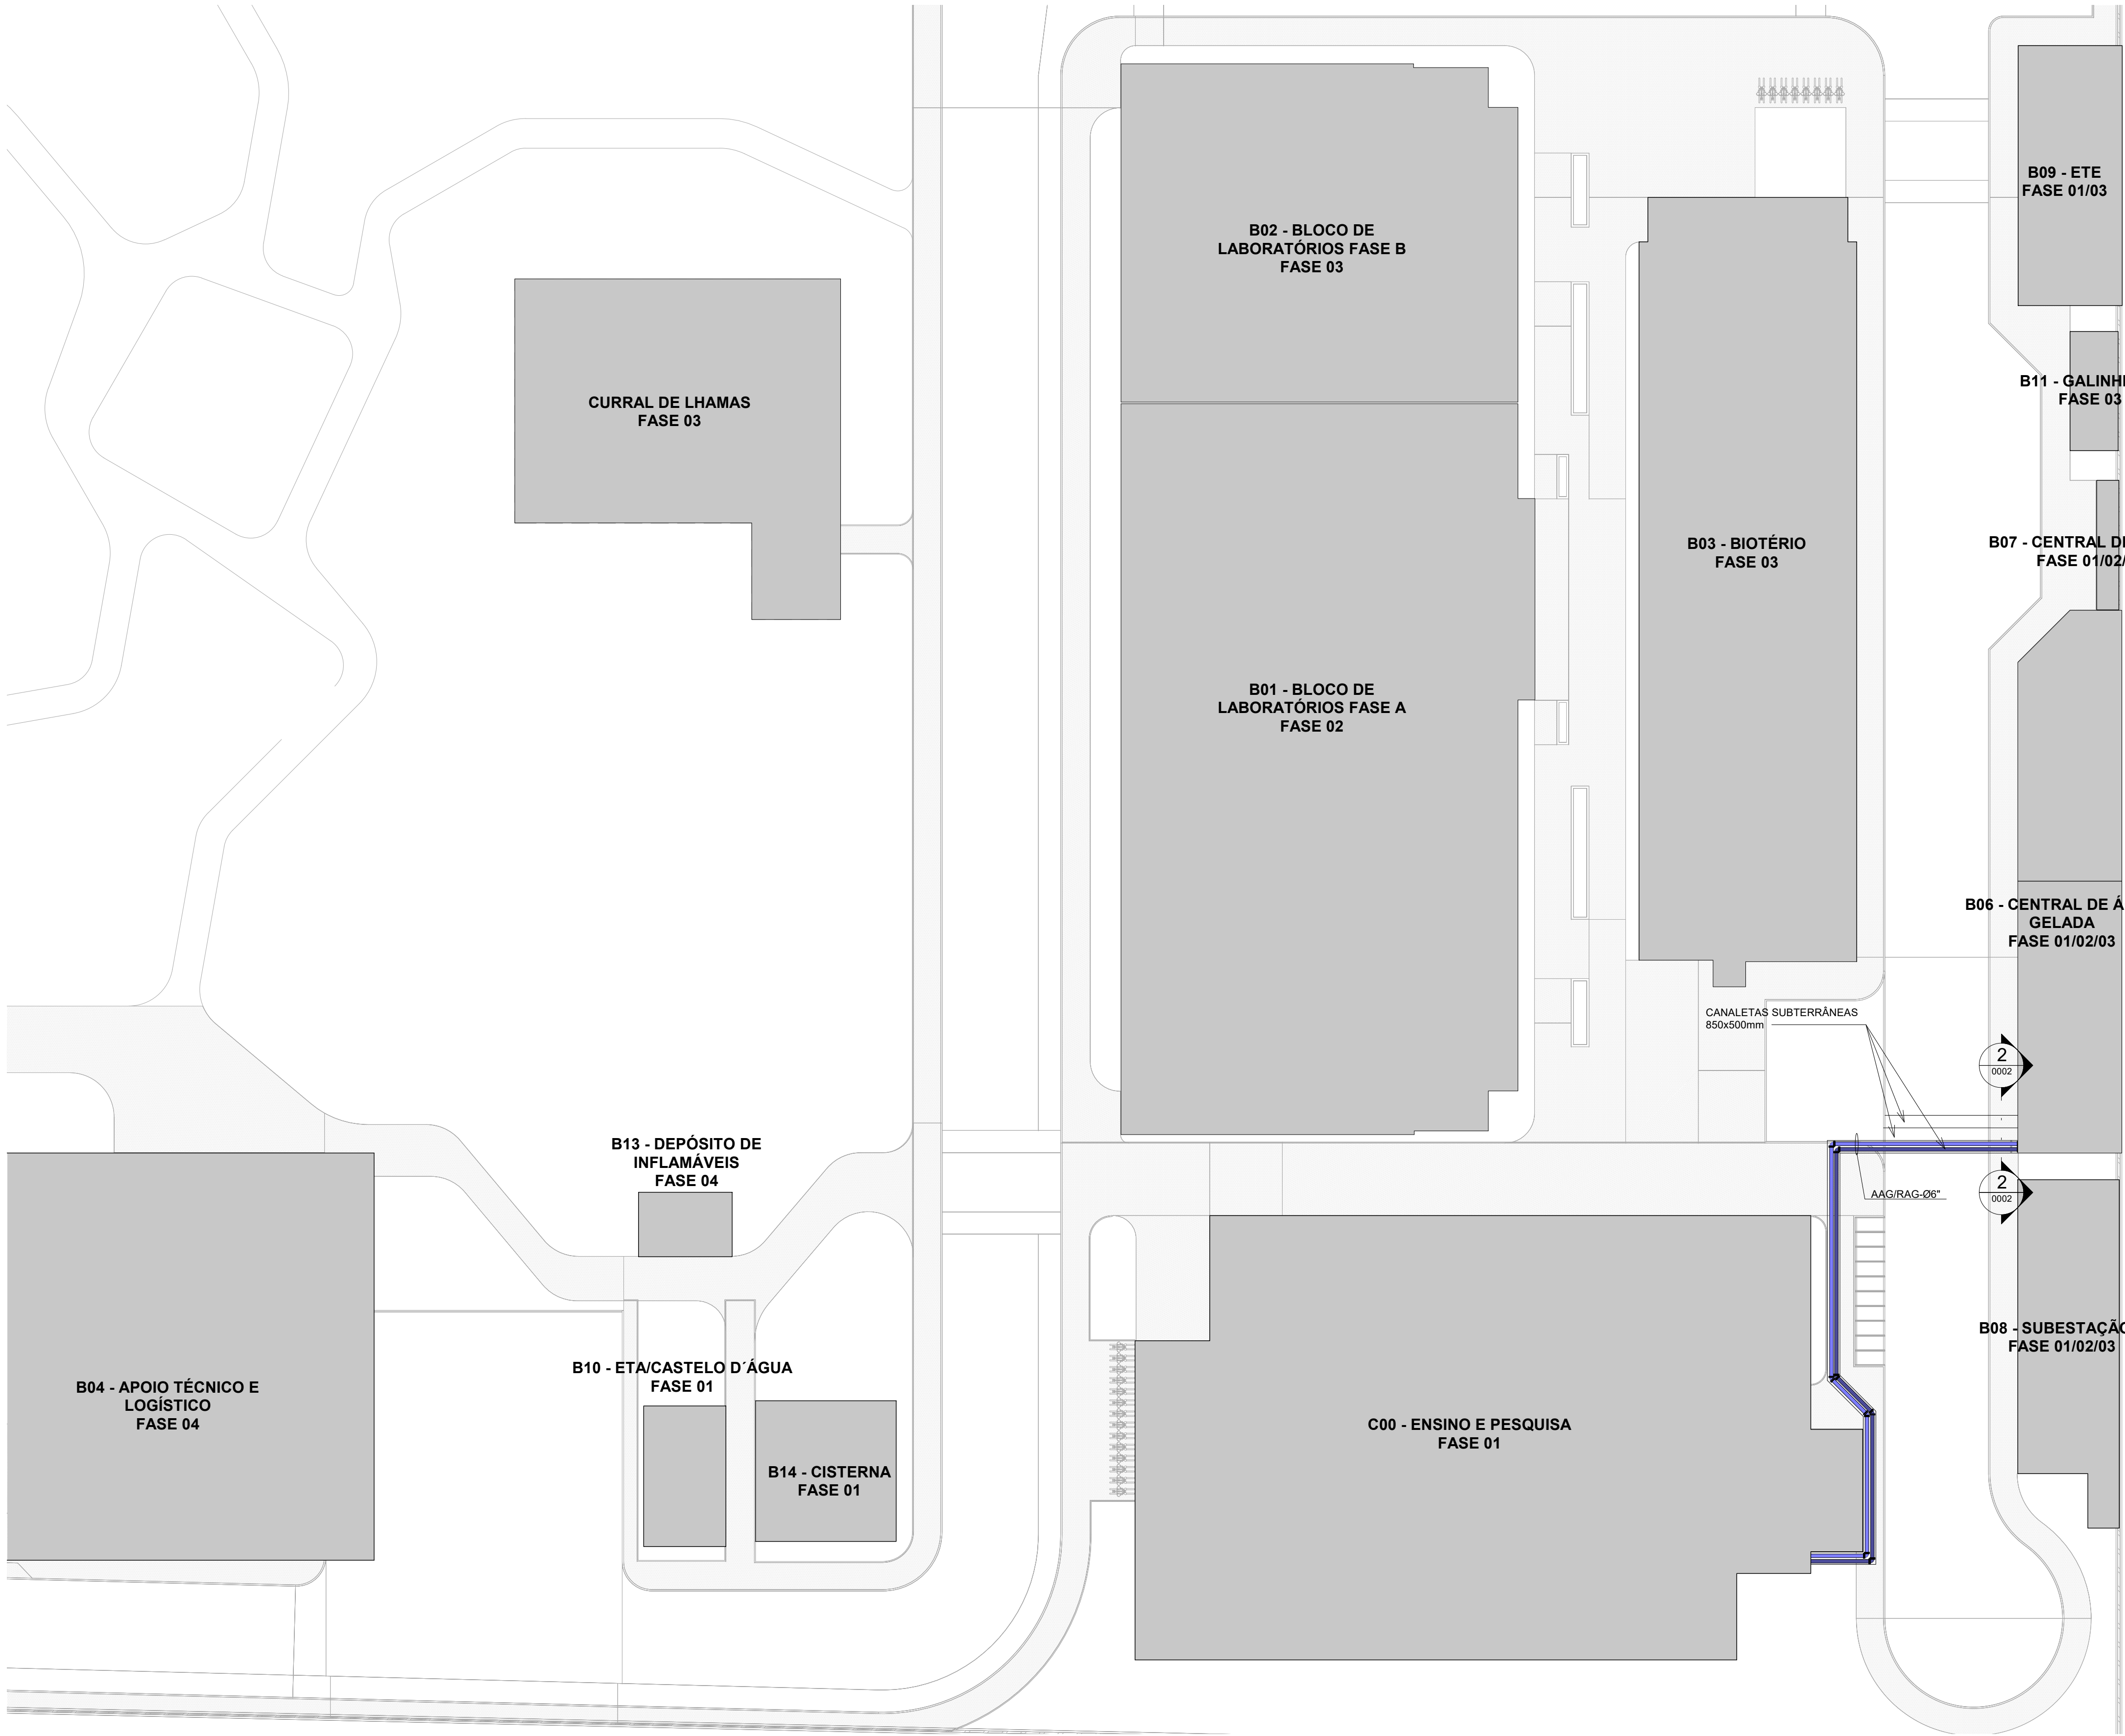 B09 - ETE
FASE 01/03
B02 - BLOCO DE
LABORATÓRIOS FASE B
FASE 03
CURRAL DE LHAMAS
FASE 03
B11 - GALINH
FASE 03
B03 - BIOTÉRIO
FASE 03
B07 - CENTRAL D
FASE 01/02/
B01 - BLOCO DE
LABORATÓRIOS FASE A
FASE 02
B06 - CENTRAL DE Á
GELADA
FASE 01/02/03
CANALETAS SUBTERRÂNEAS
850x500mm
2
0002
B13 - DEPÓSITO DE
INFLAMÁVEIS
FASE 04
AAG/RAG-Ø6"
2
0002
B08 - SUBESTAÇÃO
FASE 01/02/03
B10 - ETA/CASTELO D´ÁGUA
FASE 01
B04 - APOIO TÉCNICO E
LOGÍSTICO
FASE 04
C00 - ENSINO E PESQUISA
FASE 01
B14 - CISTERNA
FASE 01